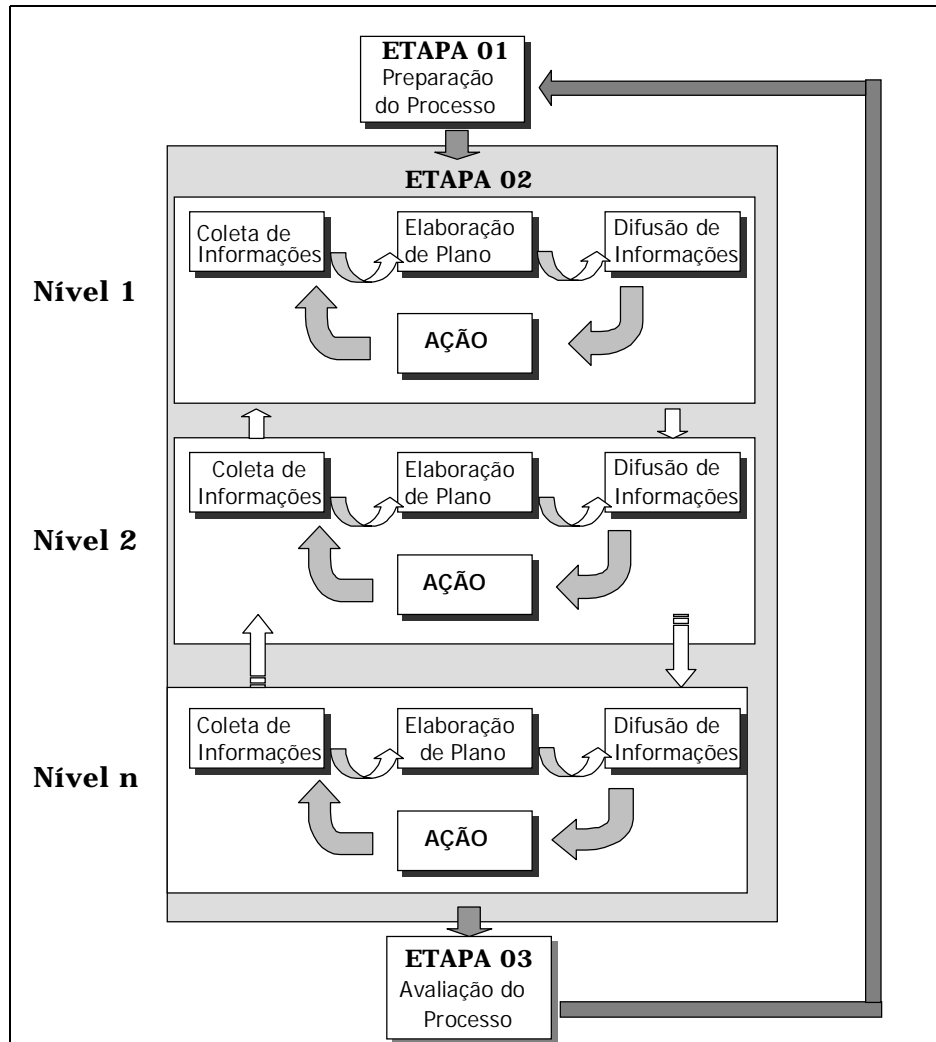 ETAPA 01
Preparação
do Processo
ETAPA 02
Nível 1
Coleta de
Informações
Elaboração
de Plano
Difusão de
Informações
AÇÃO
Nível 2
Coleta de
Informações
Elaboração
de Plano
Difusão de
Informações
AÇÃO
Nível n
Coleta de
Informações
Elaboração
de Plano
Difusão de
Informações
AÇÃO
ETAPA 03
Avaliação do
Processo